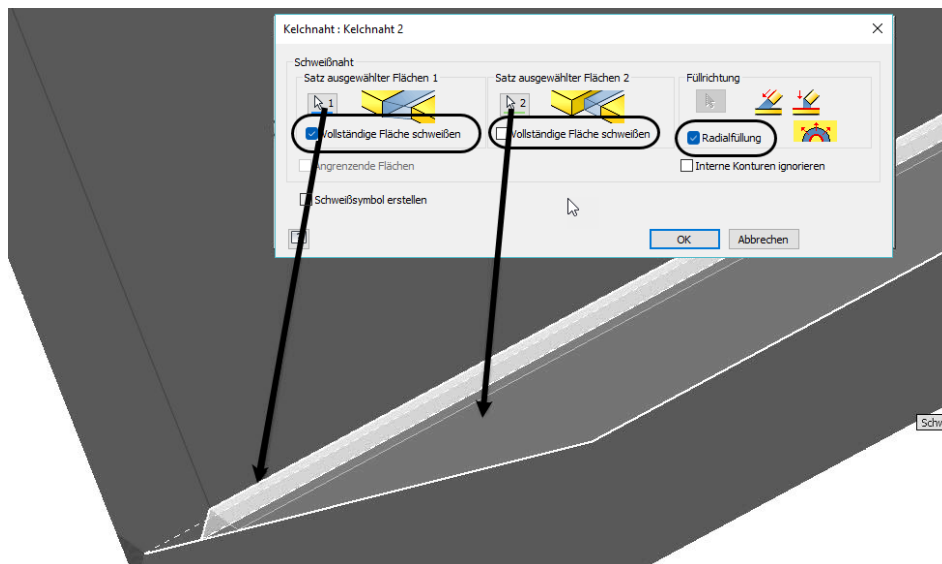 Kelchnaht : Kelchnaht 2
Schweißnaht
Satz ausgewählter Flächen 1
Satz ausgewählter Flächen 2
Füllrichtung
1
2
Vollständige Fläche schweißen
Vollständige Fläche schweißen
Radialfüllung
Angrenzende Flächen
Interne Konturen ignorieren
Schweißsymbol erstellen
OK
Abbrechen
Schw